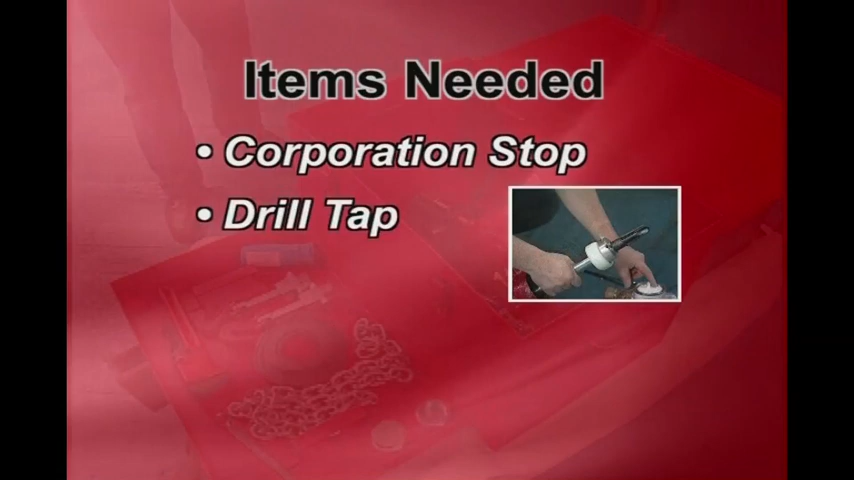 Items Needed
• Corporation Stop
• Drill Tap